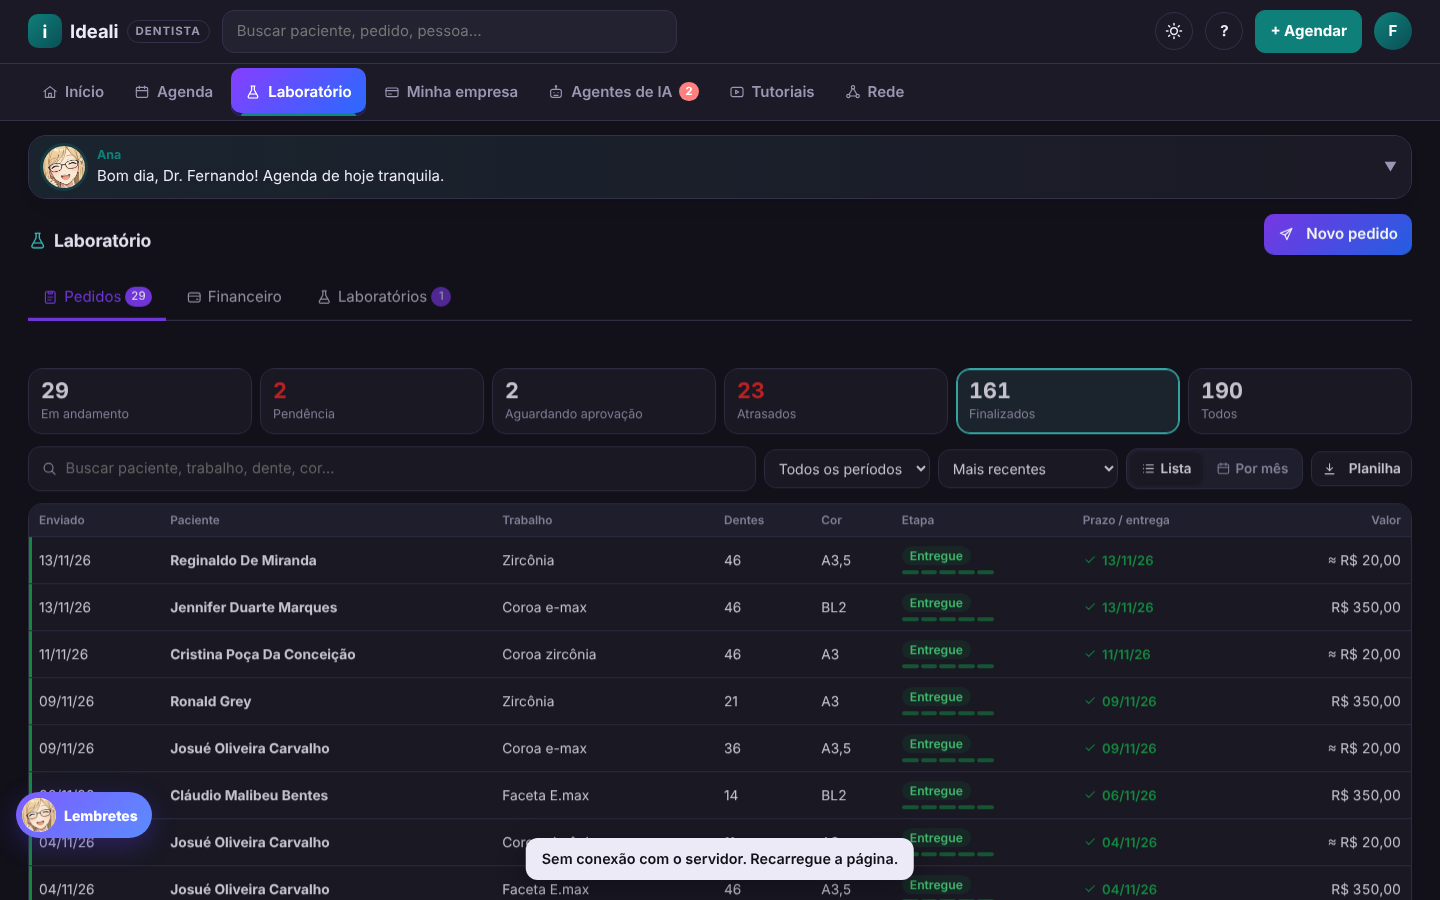 i Ideali DENTISTA Buscar paciente, pedido, pessoa... ? + Agendar F
Início Agenda Laboratório Minha empresa Agentes de IA 2 Tutoriais Rede
Ana
Bom dia, Dr. Fernando! Agenda de hoje tranquila.
Laboratório Novo pedido
Pedidos 29 Financeiro Laboratórios 1
29 2 2 23 161 190
Em andamento Pendência Aguardando aprovação Atrasados Finalizados Todos
Buscar paciente, trabalho, dente, cor... Todos os períodos Mais recentes Lista Por mês Planilha
Enviado Paciente Trabalho Dentes Cor Etapa Prazo / entrega Valor
13/11/26 Reginaldo De Miranda Zircônia 46 A3,5 Entregue ✓ 13/11/26 ≈ R$ 20,00
13/11/26 Jennifer Duarte Marques Coroa e-max 46 BL2 Entregue ✓ 13/11/26 R$ 350,00
11/11/26 Cristina Poça Da Conceição Coroa zircônia 46 A3 Entregue ✓ 11/11/26 ≈ R$ 20,00
09/11/26 Ronald Grey Zircônia 21 A3 Entregue ✓ 09/11/26 R$ 350,00
09/11/26 Josué Oliveira Carvalho Coroa e-max 36 A3,5 Entregue ✓ 09/11/26 ≈ R$ 20,00
Cláudio Malibeu Bentes Faceta E.max 14 BL2 Entregue ✓ 06/11/26 R$ 350,00
Lembretes
04/11/26 Josué Oliveira Carvalho Entregue ✓ 04/11/26 ≈ R$ 20,00
Sem conexão com o servidor. Recarregue a página.
04/11/26 Josué Oliveira Carvalho Faceta E.max 46 A3,5 Entregue ✓ 04/11/26 R$ 350,00